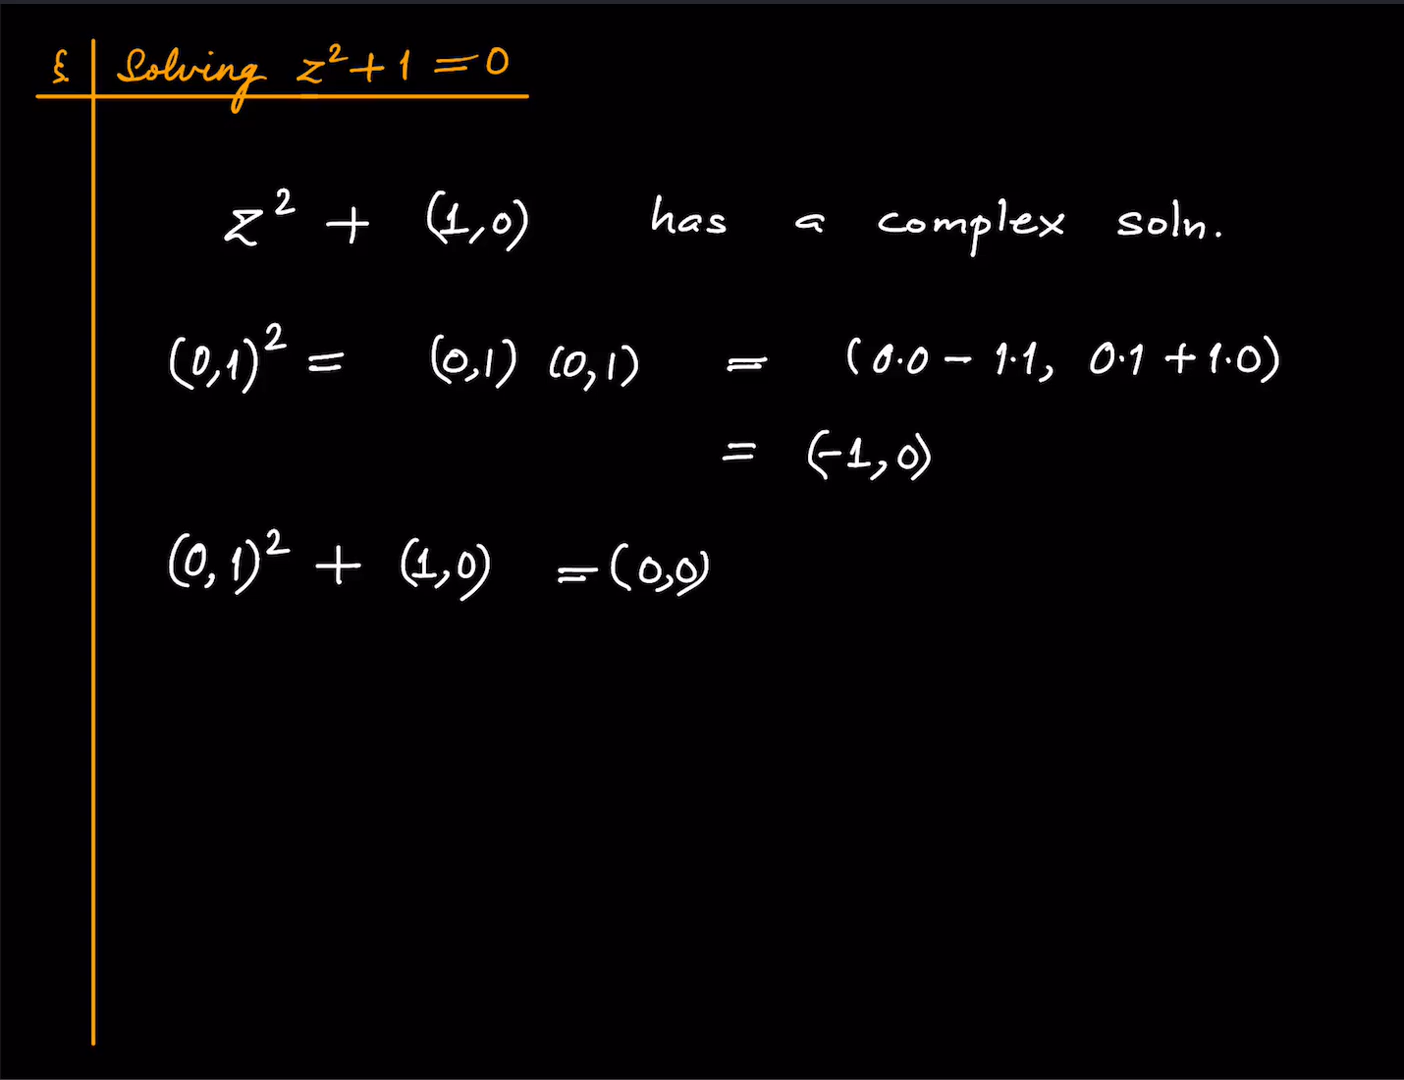 § Solving z²+1=0
z² + (1,0) has a complex soln.
(0,1)² = (0,1) (0,1) = (0·0 − 1·1, 0·1 + 1·0)
= (−1,0)
(0,1)² + (1,0) = (0,0)